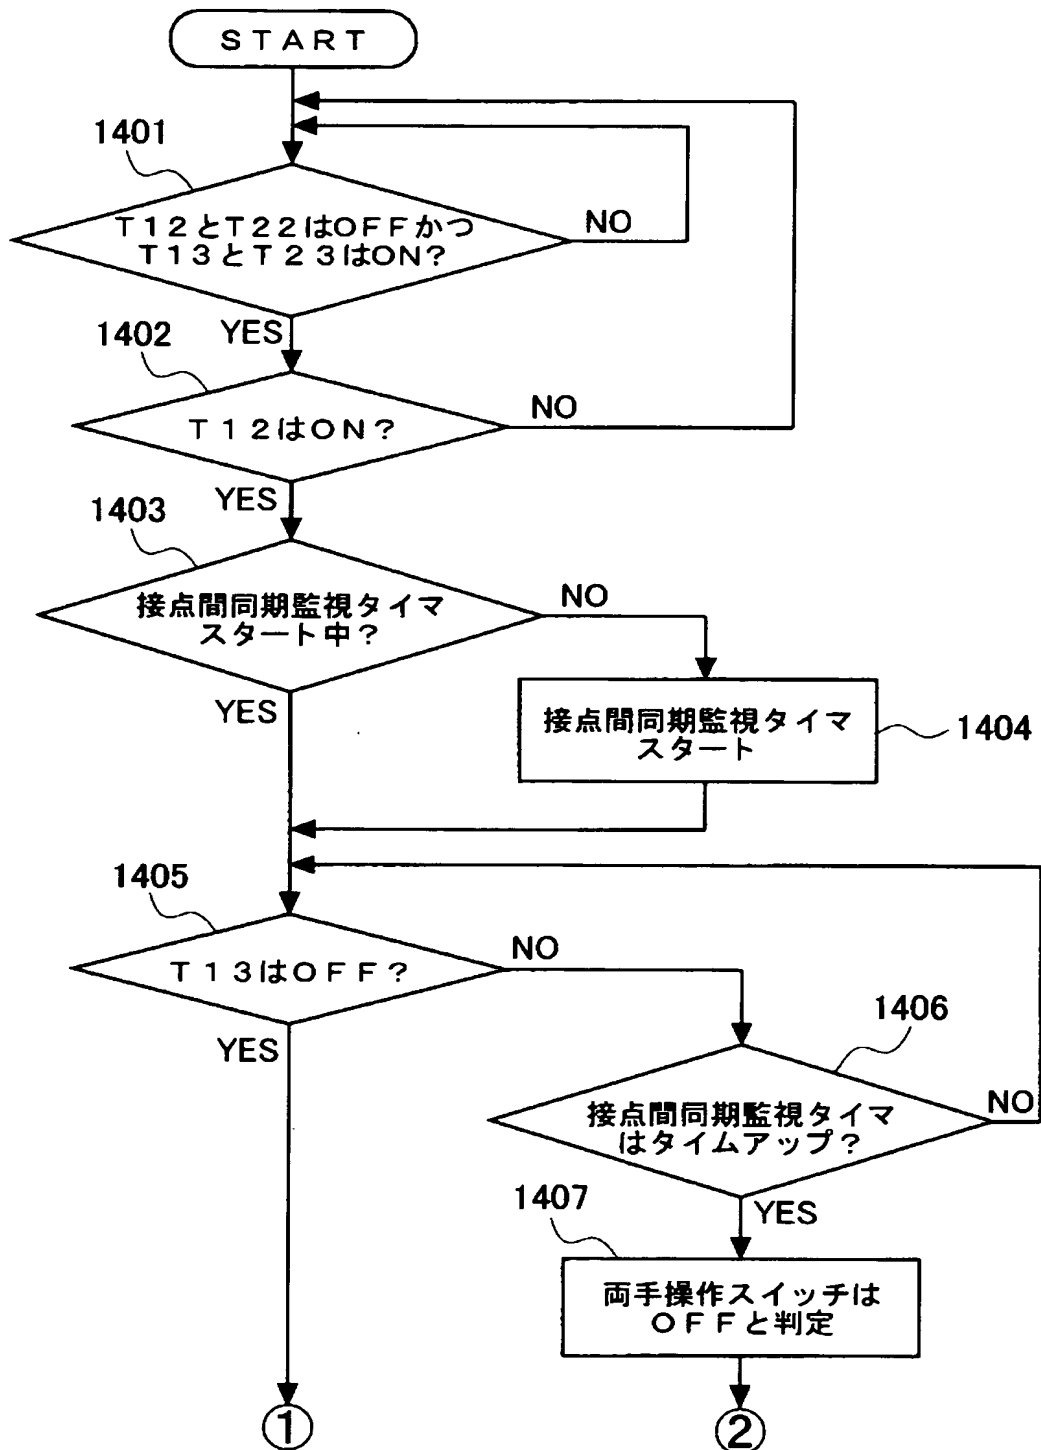 ＳＴＡＲＴ
1401
Ｔ１２とＴ２２はＯＦＦかつ
Ｔ１３とＴ２３はＯＮ？
NO
YES
1402
Ｔ１２はＯＮ？
NO
YES
1403
接点間同期監視タイマ
スタート中？
NO
YES
接点間同期監視タイマ
スタート
1404
1405
Ｔ１３はＯＦＦ？
NO
YES
1406
接点間同期監視タイマ
はタイムアップ？
NO
YES
1407
両手操作スイッチは
ＯＦＦと判定
①
②